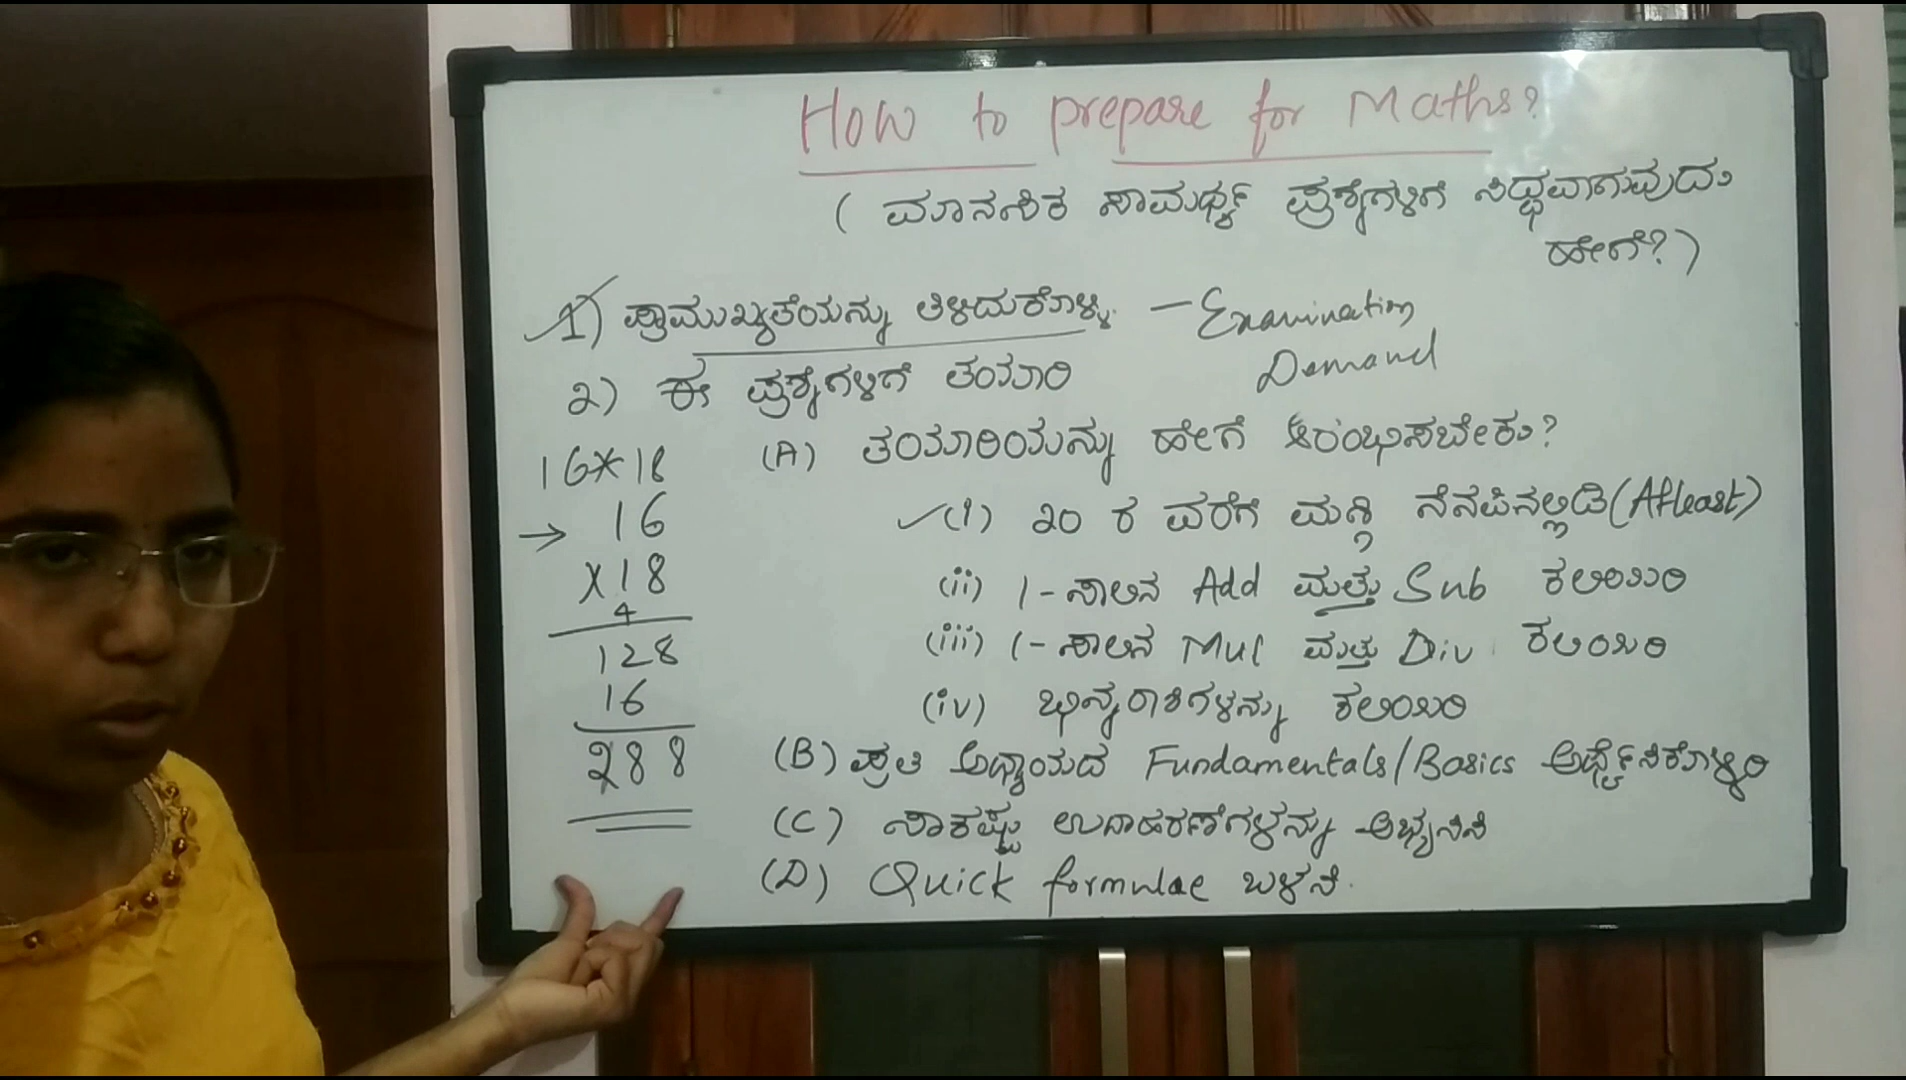 How to prepare for Maths?
( ಮಾನಸಿಕ ಸಾಮರ್ಥ್ಯ ಪ್ರಶ್ನೆಗಳಿಗೆ ಸಿದ್ಧವಾಗುವುದು
ಹೇಗೆ?)
1) ಪ್ರಾಮುಖ್ಯತೆಯನ್ನು ತಿಳಿದುಕೊಳ್ಳಿ - Examination
Demand
೨) ಈ ಪ್ರಶ್ನೆಗಳಿಗೆ ತಯಾರಿ
(A) ತಯಾರಿಯನ್ನು ಹೇಗೆ ಆರಂಭಿಸಬೇಕು?
✓(i) ೨೦ ರ ವರೆಗೆ ಮಗ್ಗಿ ನೆನಪಿನಲ್ಲಿಡಿ (Atleast)
(ii) 1-ಸಾಲಿನ Add ಮತ್ತು Sub ಕಲಿಯಿರಿ
(iii) 1-ಸಾಲಿನ Mul ಮತ್ತು Div ಕಲಿಯಿರಿ
(iv) ಭಿನ್ನರಾಶಿಗಳನ್ನು ಕಲಿಯಿರಿ
(B) ಪ್ರತಿ ಅಧ್ಯಾಯದ Fundamentals/Basics ಅರ್ಥೈಸಿಕೊಳ್ಳಿರಿ
(C) ಸಾಕಷ್ಟು ಉದಾಹರಣೆಗಳನ್ನು ಅಭ್ಯಸಿಸಿ
(D) Quick formulae ಬಳಸಿ.
16*18
→ 16
×18
4
128
16
288